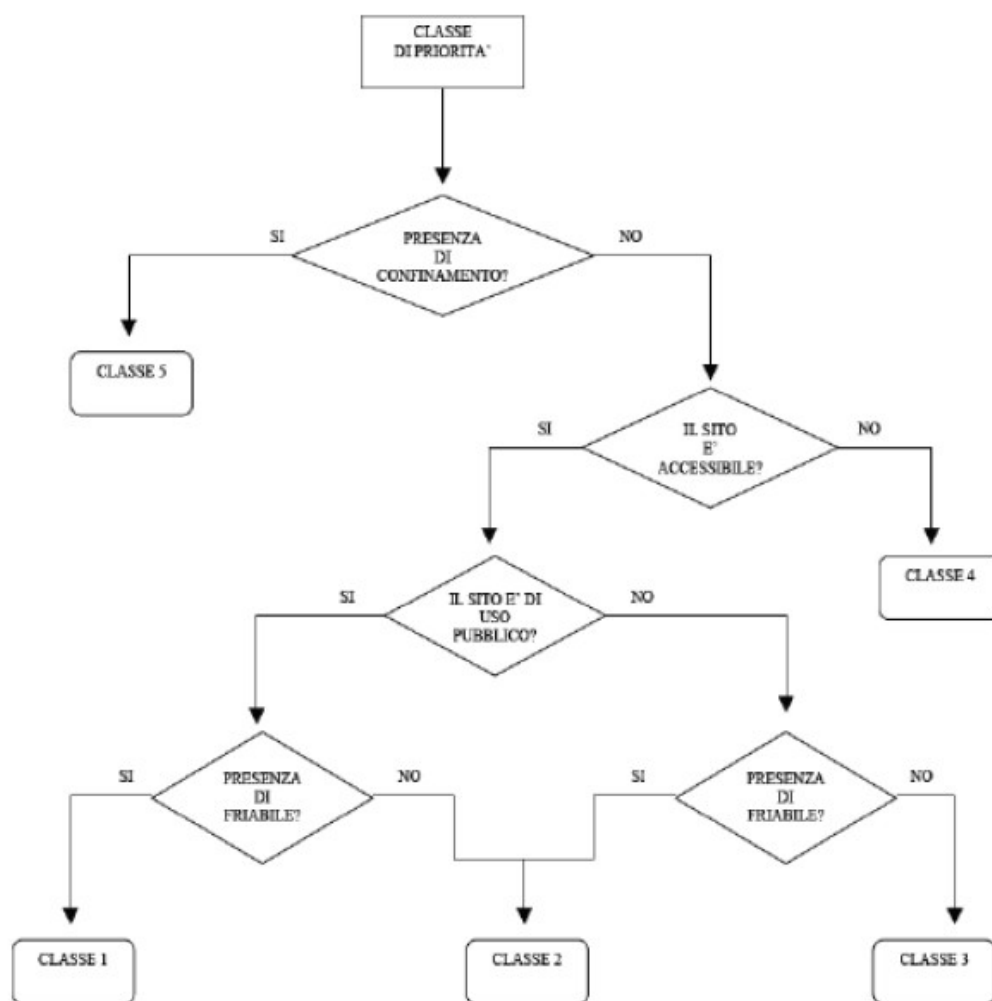 CLASSE
DI PRIORITA`
SI
PRESENZA
DI
CONFINAMENTO?
NO
CLASSE 5
SI
IL SITO
E`
ACCESSIBILE?
NO
CLASSE 4
SI
IL SITO E` DI
USO
PUBBLICO?
NO
SI
PRESENZA
DI
FRIABILE?
NO
SI
PRESENZA
DI
FRIABILE?
NO
CLASSE 1
CLASSE 2
CLASSE 3